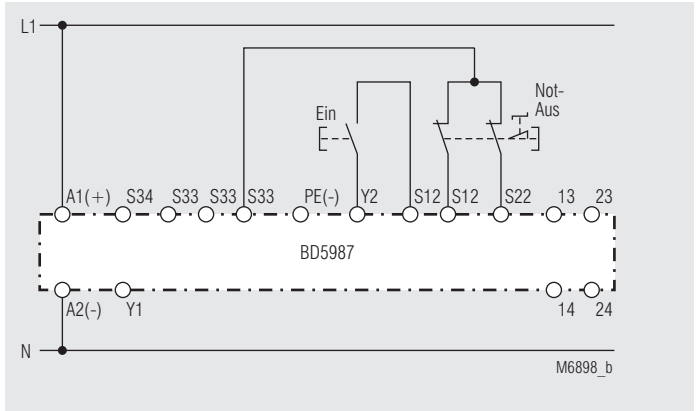 L1
Not-
Aus
Ein
A1(+) S34 S33 S33 S33 PE(-) Y2 S12 S12 S22 13 23
BD5987
A2(-) Y1 14 24
N
M6898_b